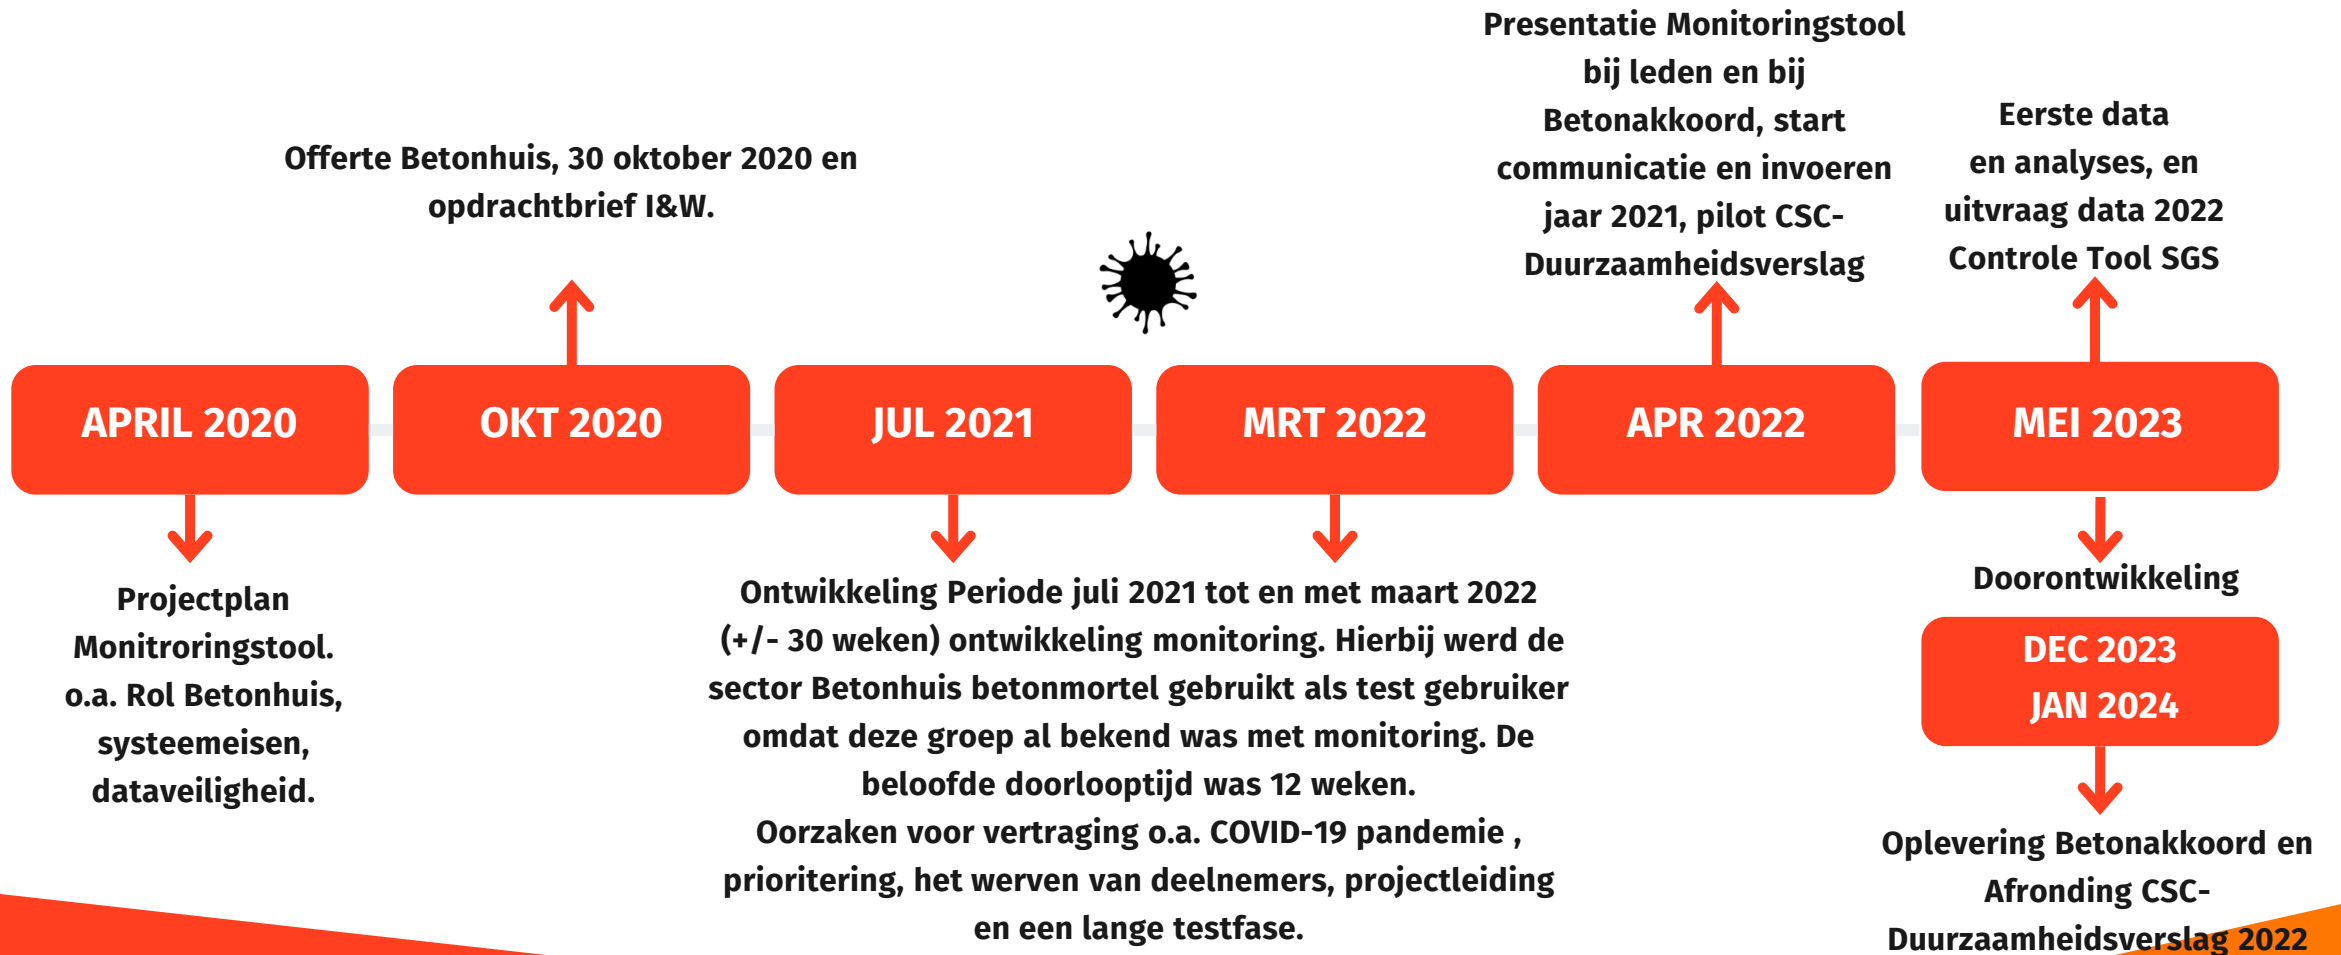 Presentatie Monitoringstool
bij leden en bij
Betonakkoord, start
communicatie en invoeren
jaar 2021, pilot CSC-
Duurzaamheidsverslag
Eerste data
en analyses, en
uitvraag data 2022
Controle Tool SGS
Offerte Betonhuis, 30 oktober 2020 en
opdrachtbrief I&W.
APRIL 2020
OKT 2020
JUL 2021
MRT 2022
APR 2022
MEI 2023
Projectplan
Monitroringstool.
o.a. Rol Betonhuis,
systeemeisen,
dataveiligheid.
Ontwikkeling Periode juli 2021 tot en met maart 2022
(+/- 30 weken) ontwikkeling monitoring. Hierbij werd de
sector Betonhuis betonmortel gebruikt als test gebruiker
omdat deze groep al bekend was met monitoring. De
beloofde doorlooptijd was 12 weken.
Oorzaken voor vertraging o.a. COVID-19 pandemie ,
prioritering, het werven van deelnemers, projectleiding
en een lange testfase.
Doorontwikkeling
DEC 2023
JAN 2024
Oplevering Betonakkoord en
Afronding CSC-
Duurzaamheidsverslag 2022